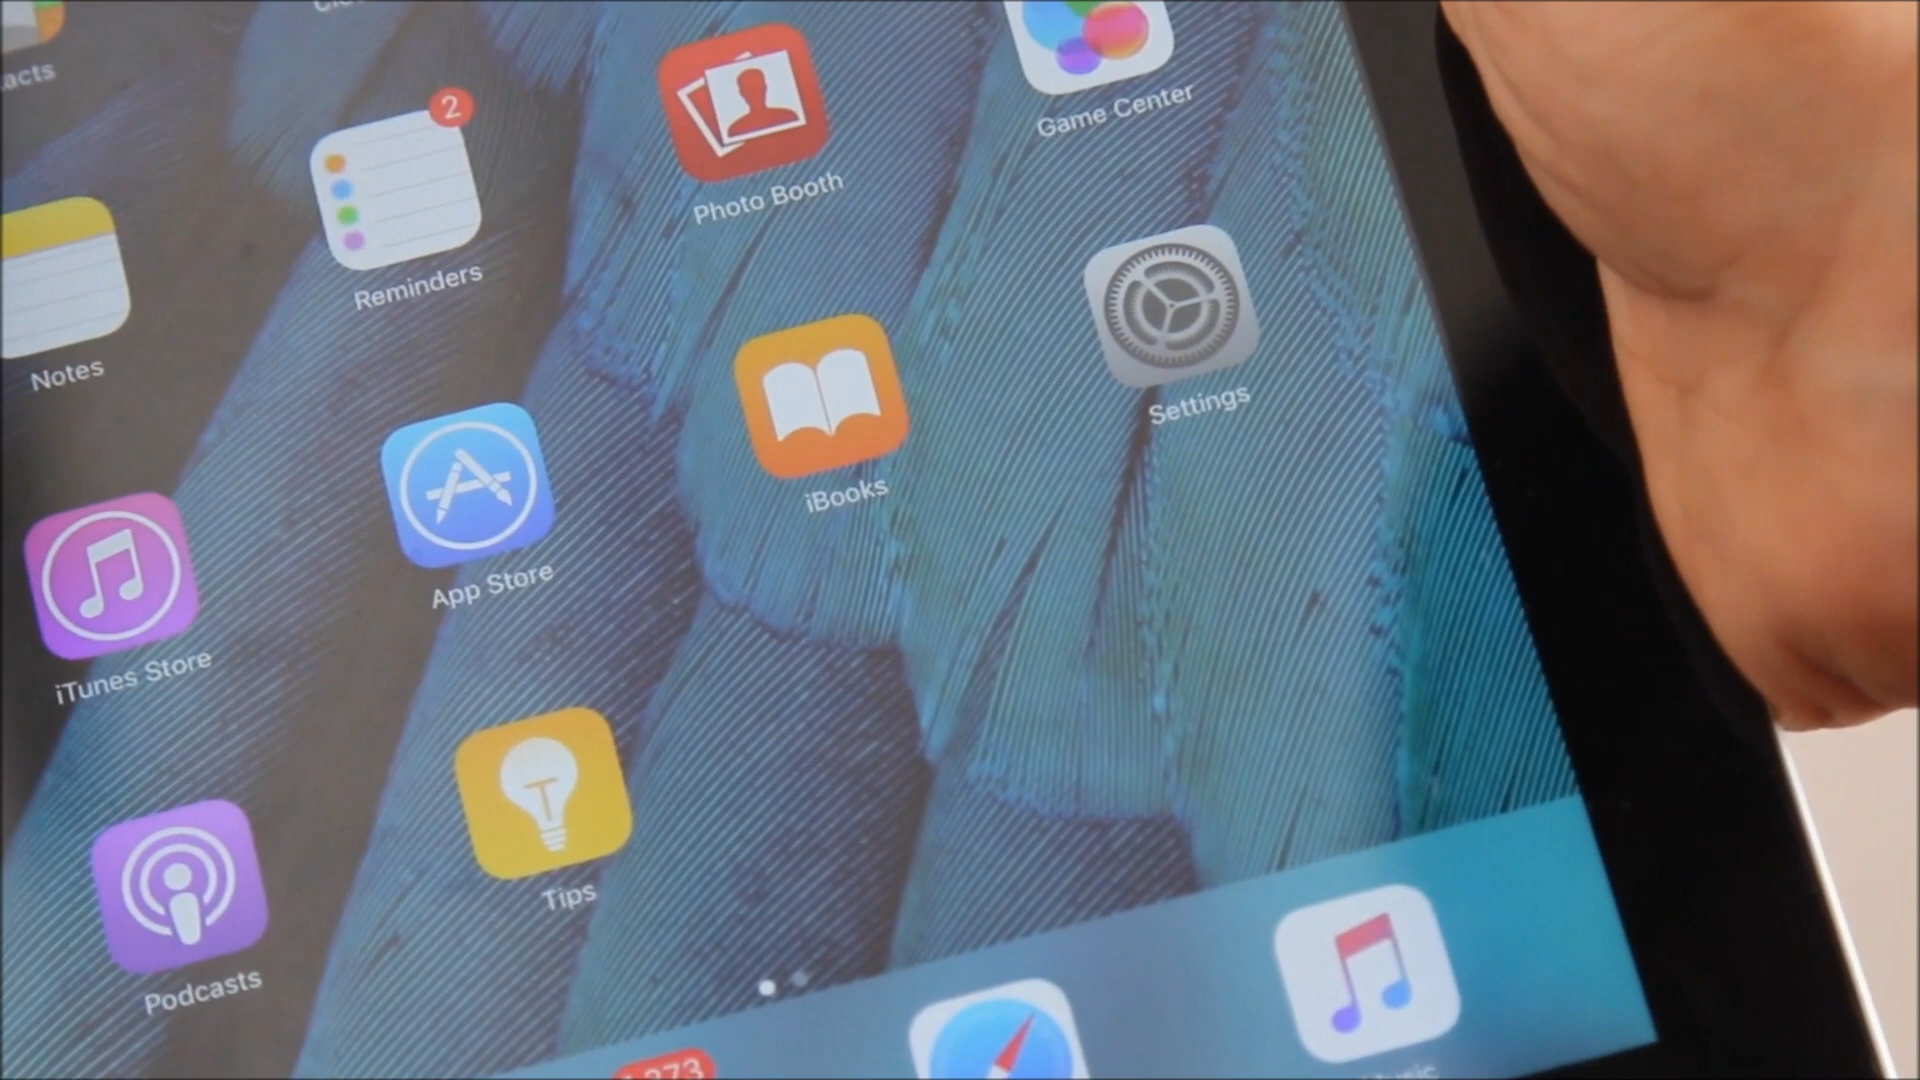 2
Photo Booth
Game Center
Reminders
Notes
iBooks
Settings
iTunes Store
App Store
Podcasts
Tips